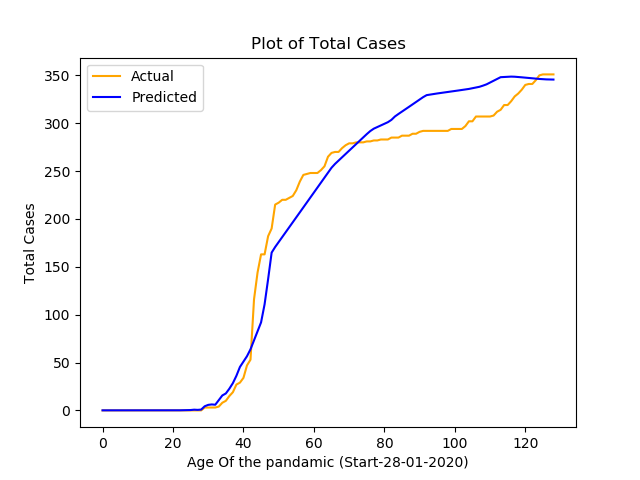 Plot of Total Cases
Actual
Predicted
350
300
250
200
150
100
50
0
Total Cases
0 20 40 60 80 100 120
Age Of the pandamic (Start-28-01-2020)